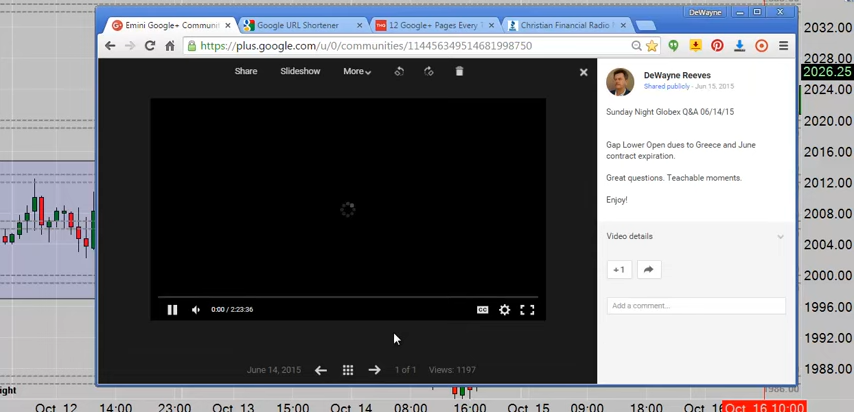 DeWayne
Emini Google+ Communit
Google URL Shortener
12 Google+ Pages Every T
Christian Financial Radio N
https://plus.google.com/u/0/communities/114456349514681998750
Share Slideshow More
DeWayne Reeves
Shared publicly - Jun 15, 2015
Sunday Night Globex Q&A 06/14/15
Gap Lower Open dues to Greece and June
contract expiration.
Great questions. Teachable moments.
Enjoy!
Video details
+1
Add a comment...
0:00 / 2:23:36
CC
June 14, 2015
1 of 1
Views: 1197
2032.00
2026.25
2024.00
2020.00
2016.00
2012.00
2008.00
2004.00
2000.00
1996.00
1992.00
1988.00
1986.00
ight
Oct 12 14:00 23:00 Oct 13 15:00 Oct 14 08:00 16:00 Oct 15 09:00 18:00 Oct 16 Oct 16 10:00